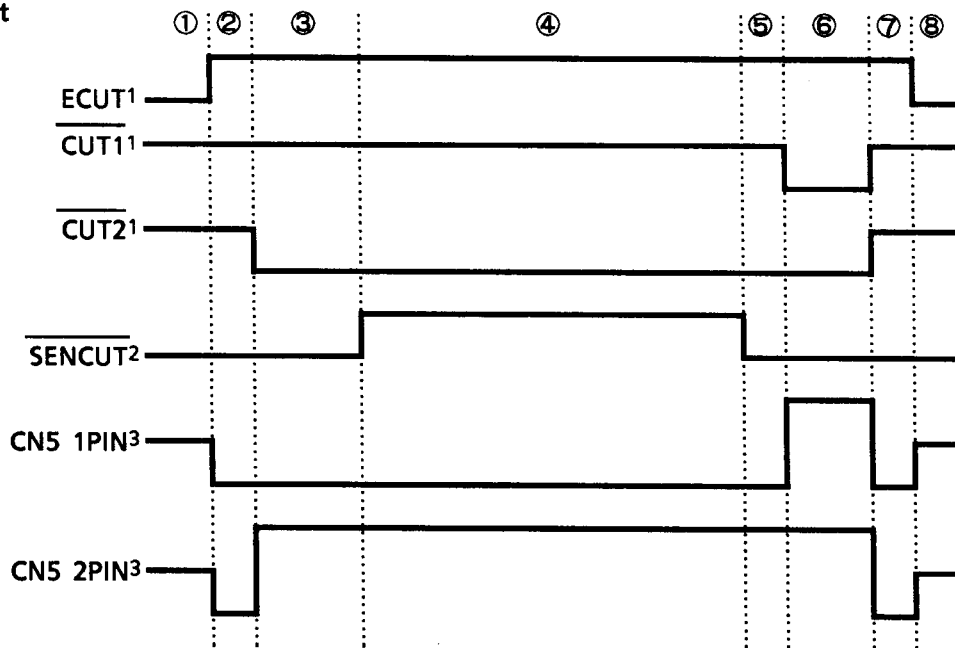 t
① ② ③ ④ ⑤ ⑥ ⑦ ⑧
ECUT1
CUT11
CUT21
SENCUT2
CN5 1PIN3
CN5 2PIN3